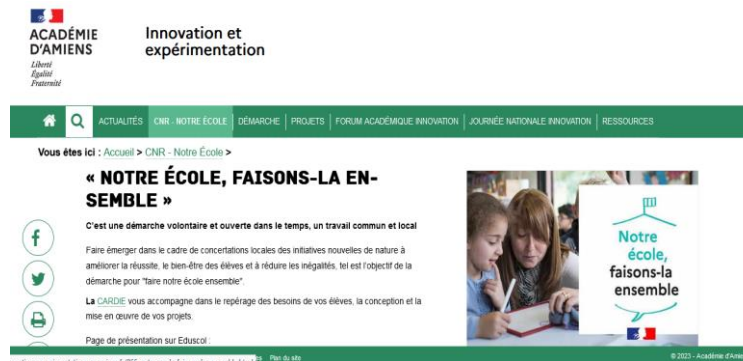 ACADÉMIE
D'AMIENS
Liberté
Égalité
Fraternité
Innovation et
expérimentation
ACTUALITÉS | CNR - NOTRE ÉCOLE | DÉMARCHE | PROJETS | FORUM ACADÉMIQUE INNOVATION | JOURNÉE NATIONALE INNOVATION | RESSOURCES
Vous êtes ici : Accueil > CNR - Notre École >
« NOTRE ÉCOLE, FAISONS-LA EN-
SEMBLE »
C'est une démarche volontaire et ouverte dans le temps, un travail commun et local
Faire émerger dans le cadre de concertations locales des initiatives nouvelles de nature à
améliorer la réussite, le bien-être des élèves et à réduire les inégalités, tel est l'objectif de la
démarche pour "faire notre école ensemble".
La CARDIE vous accompagne dans le repérage des besoins de vos élèves, la conception et la
mise en œuvre de vos projets.
Page de présentation sur Eduscol :
Notre
école,
faisons-la
ensemble
Plan du site
© 2023 - Académie d'Amiens